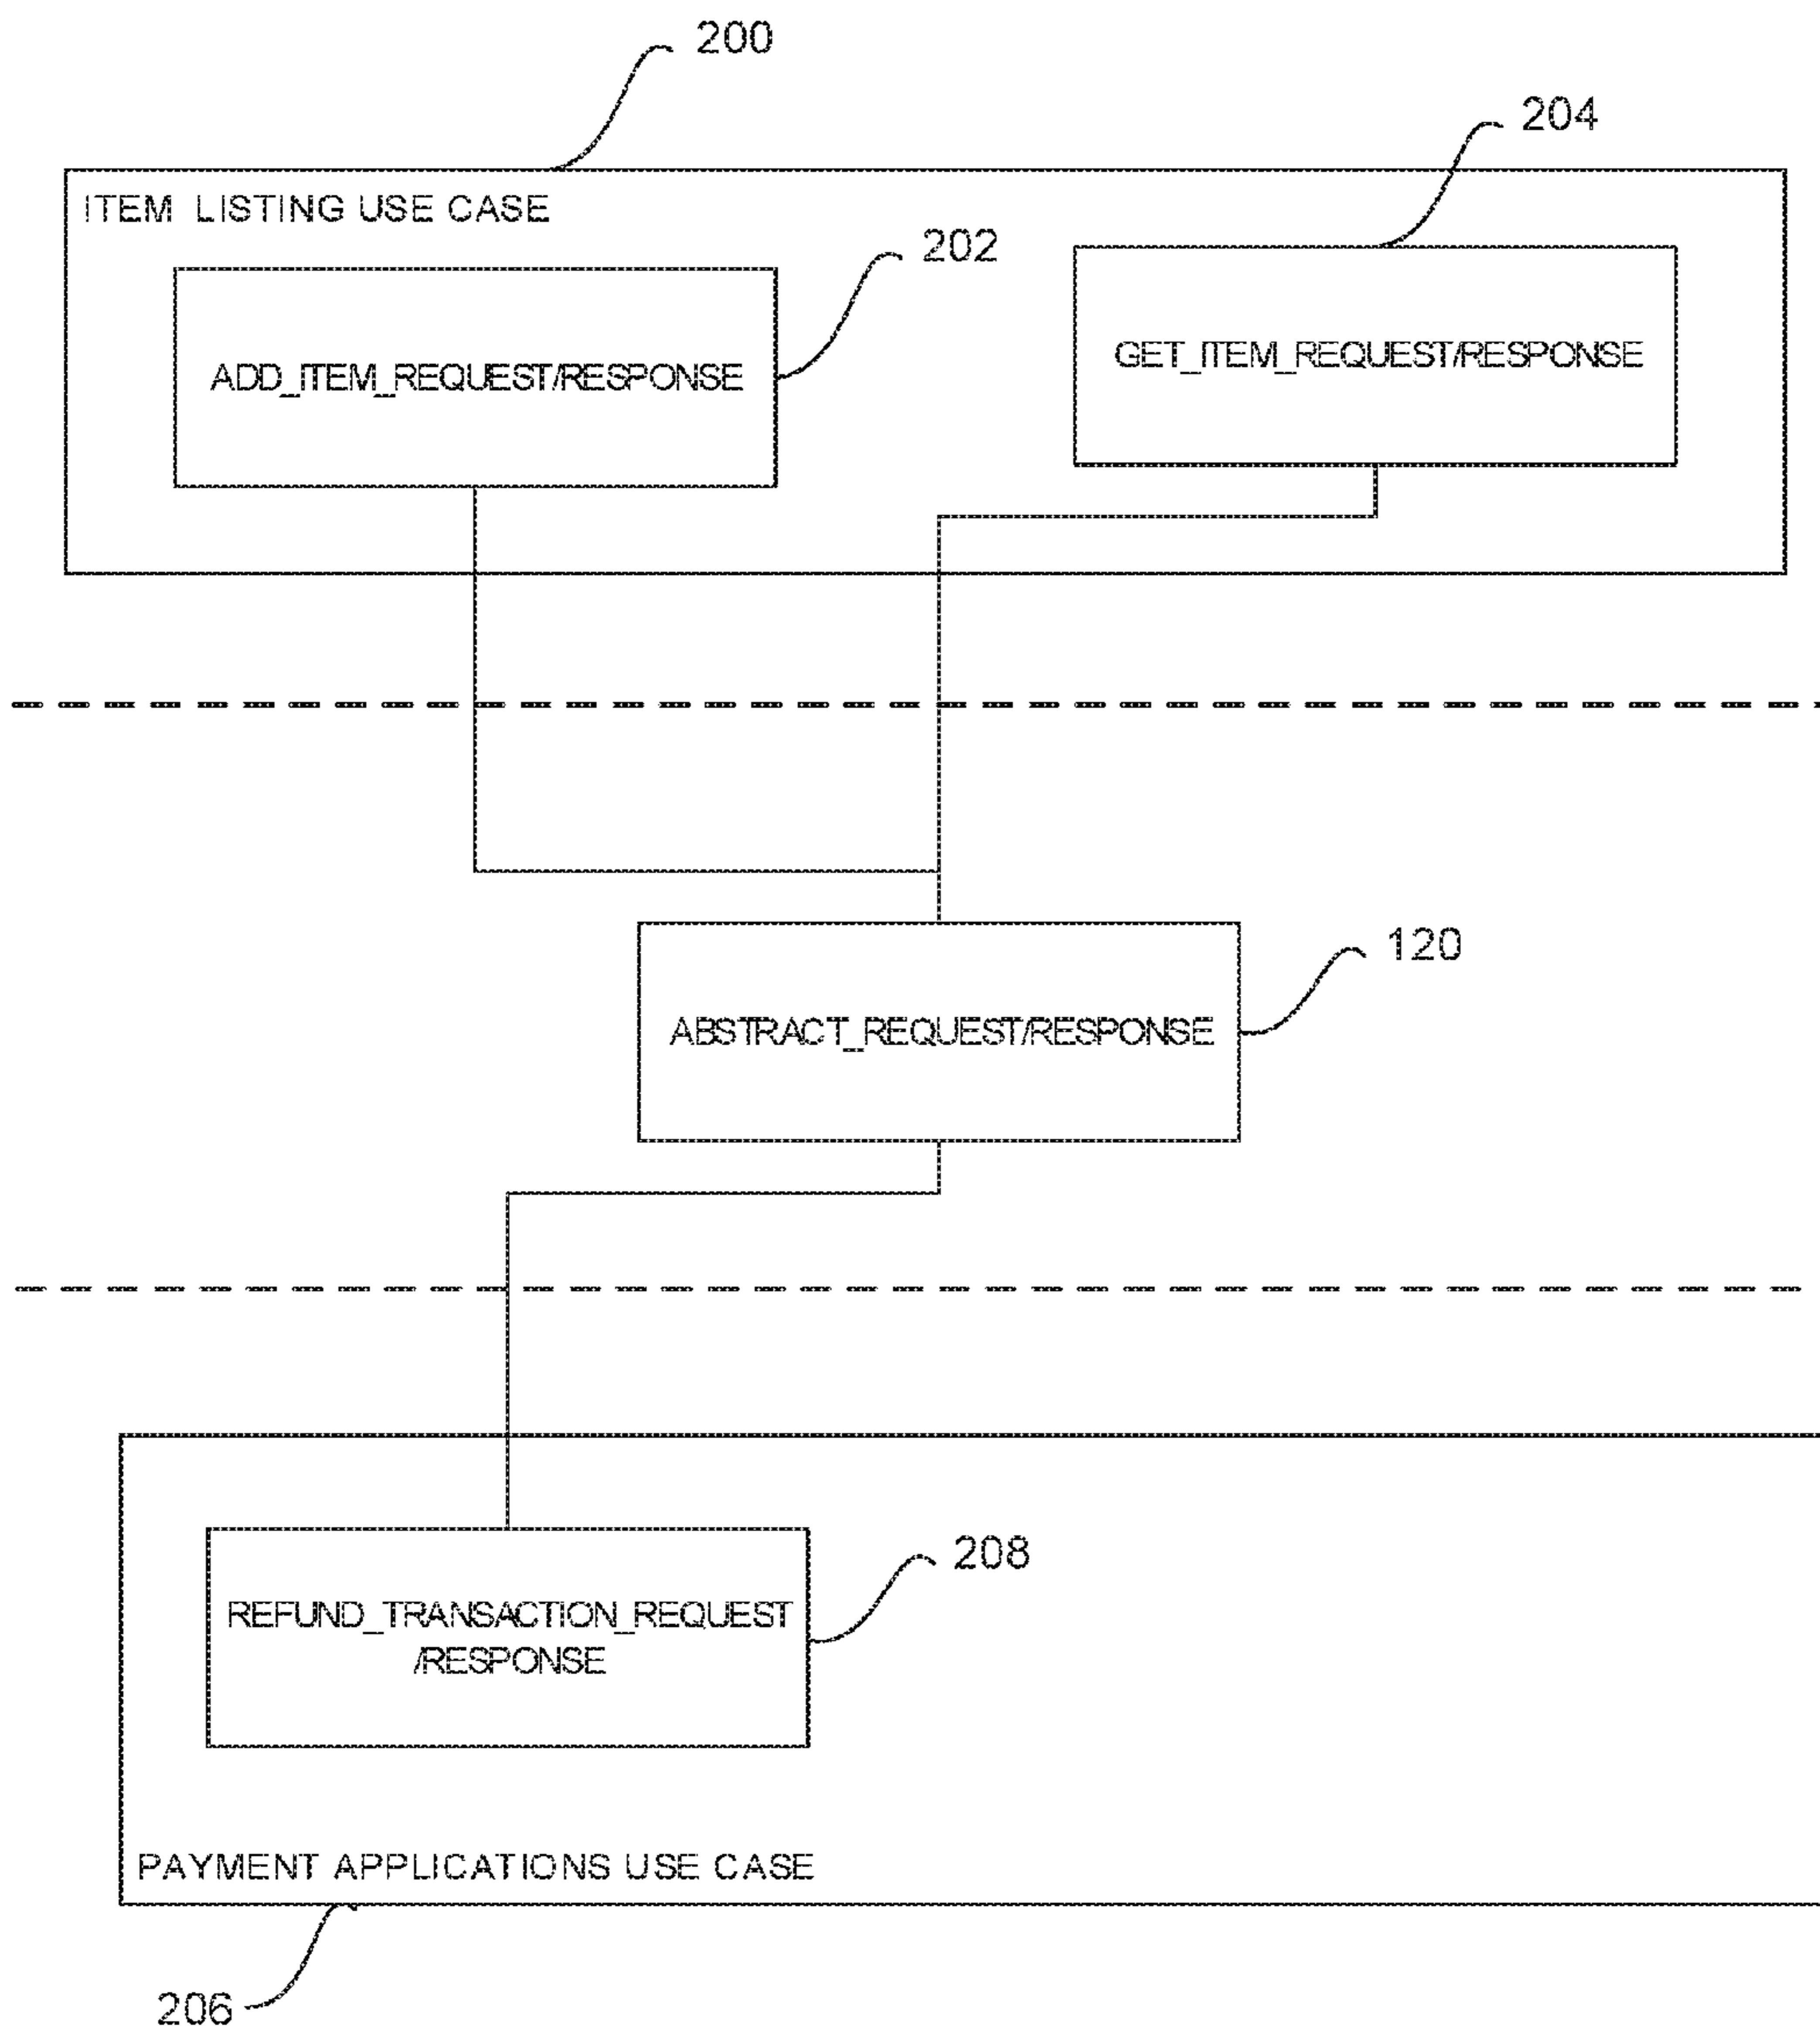 200
204
ITEM LISTING USE CASE
202
ADD_ITEM_REQUEST/RESPONSE
GET_ITEM_REQUEST/RESPONSE
120
ABSTRACT_REQUEST/RESPONSE
208
REFUND_TRANSACTION_REQUEST
/RESPONSE
PAYMENT APPLICATIONS USE CASE
206